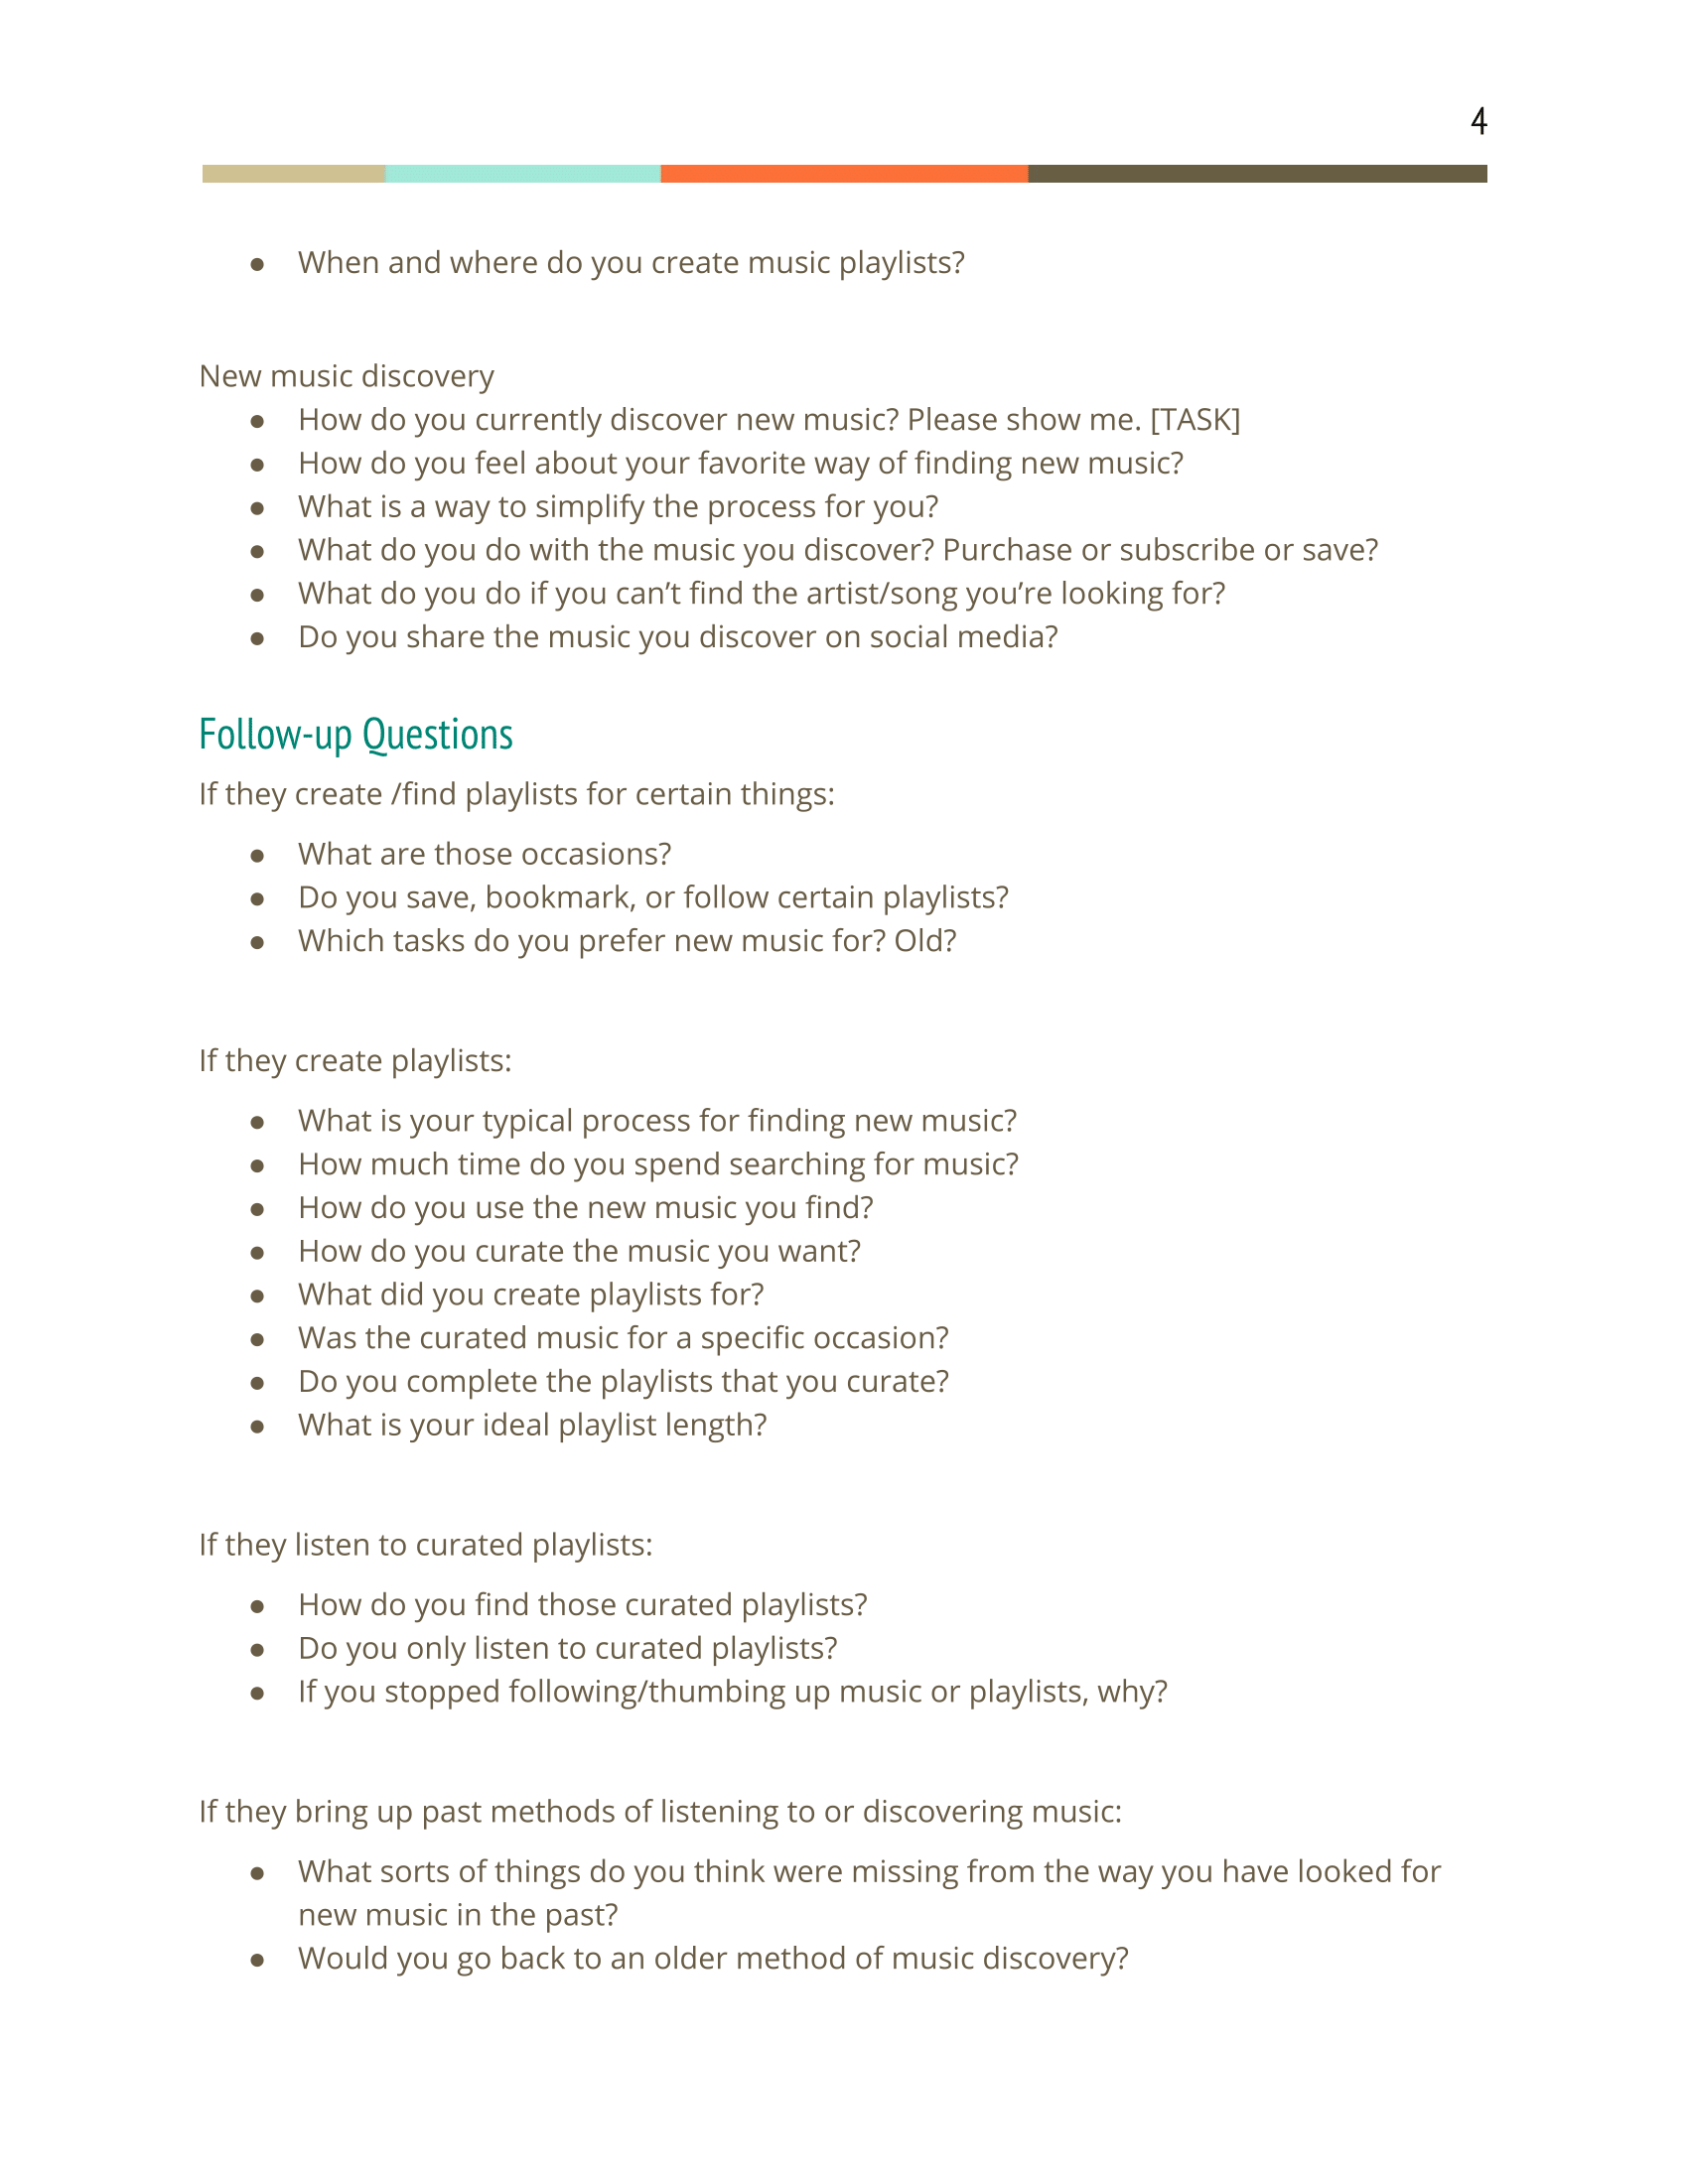 4
● When and where do you create music playlists?
New music discovery
● How do you currently discover new music? Please show me. [TASK]
● How do you feel about your favorite way of finding new music?
● What is a way to simplify the process for you?
● What do you do with the music you discover? Purchase or subscribe or save?
● What do you do if you can’t find the artist/song you’re looking for?
● Do you share the music you discover on social media?
Follow-up Questions
If they create /find playlists for certain things:
● What are those occasions?
● Do you save, bookmark, or follow certain playlists?
● Which tasks do you prefer new music for? Old?
If they create playlists:
● What is your typical process for finding new music?
● How much time do you spend searching for music?
● How do you use the new music you find?
● How do you curate the music you want?
● What did you create playlists for?
● Was the curated music for a specific occasion?
● Do you complete the playlists that you curate?
● What is your ideal playlist length?
If they listen to curated playlists:
● How do you find those curated playlists?
● Do you only listen to curated playlists?
● If you stopped following/thumbing up music or playlists, why?
If they bring up past methods of listening to or discovering music:
● What sorts of things do you think were missing from the way you have looked for
new music in the past?
● Would you go back to an older method of music discovery?